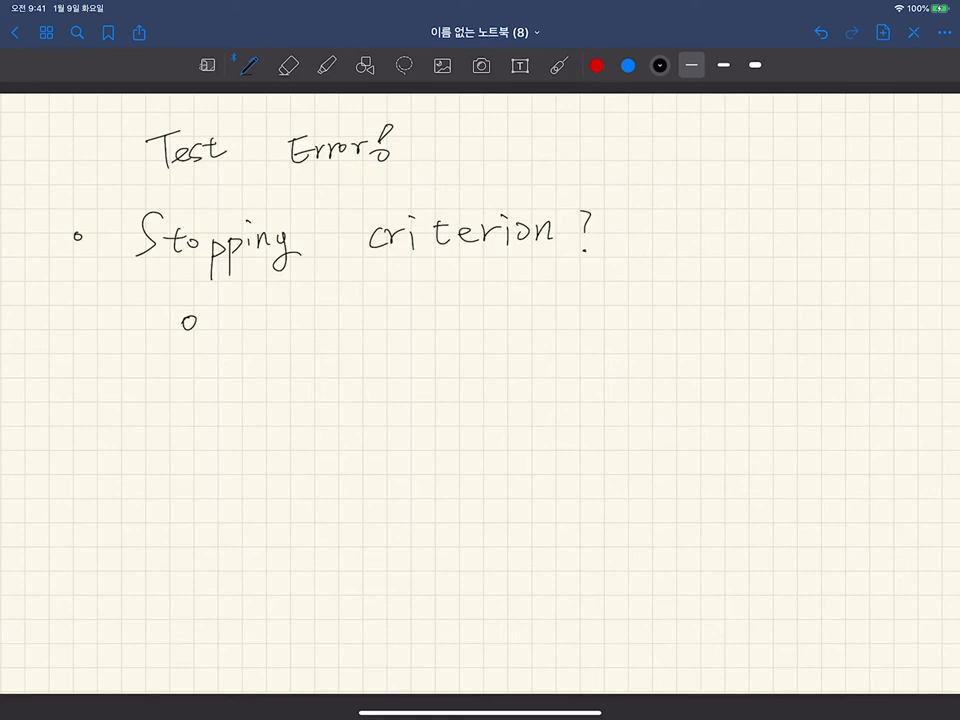 오전 9:41 1월 9일 화요일 100%
이름 없는 노트북 (8)
Test Error!
Stopping criterion?